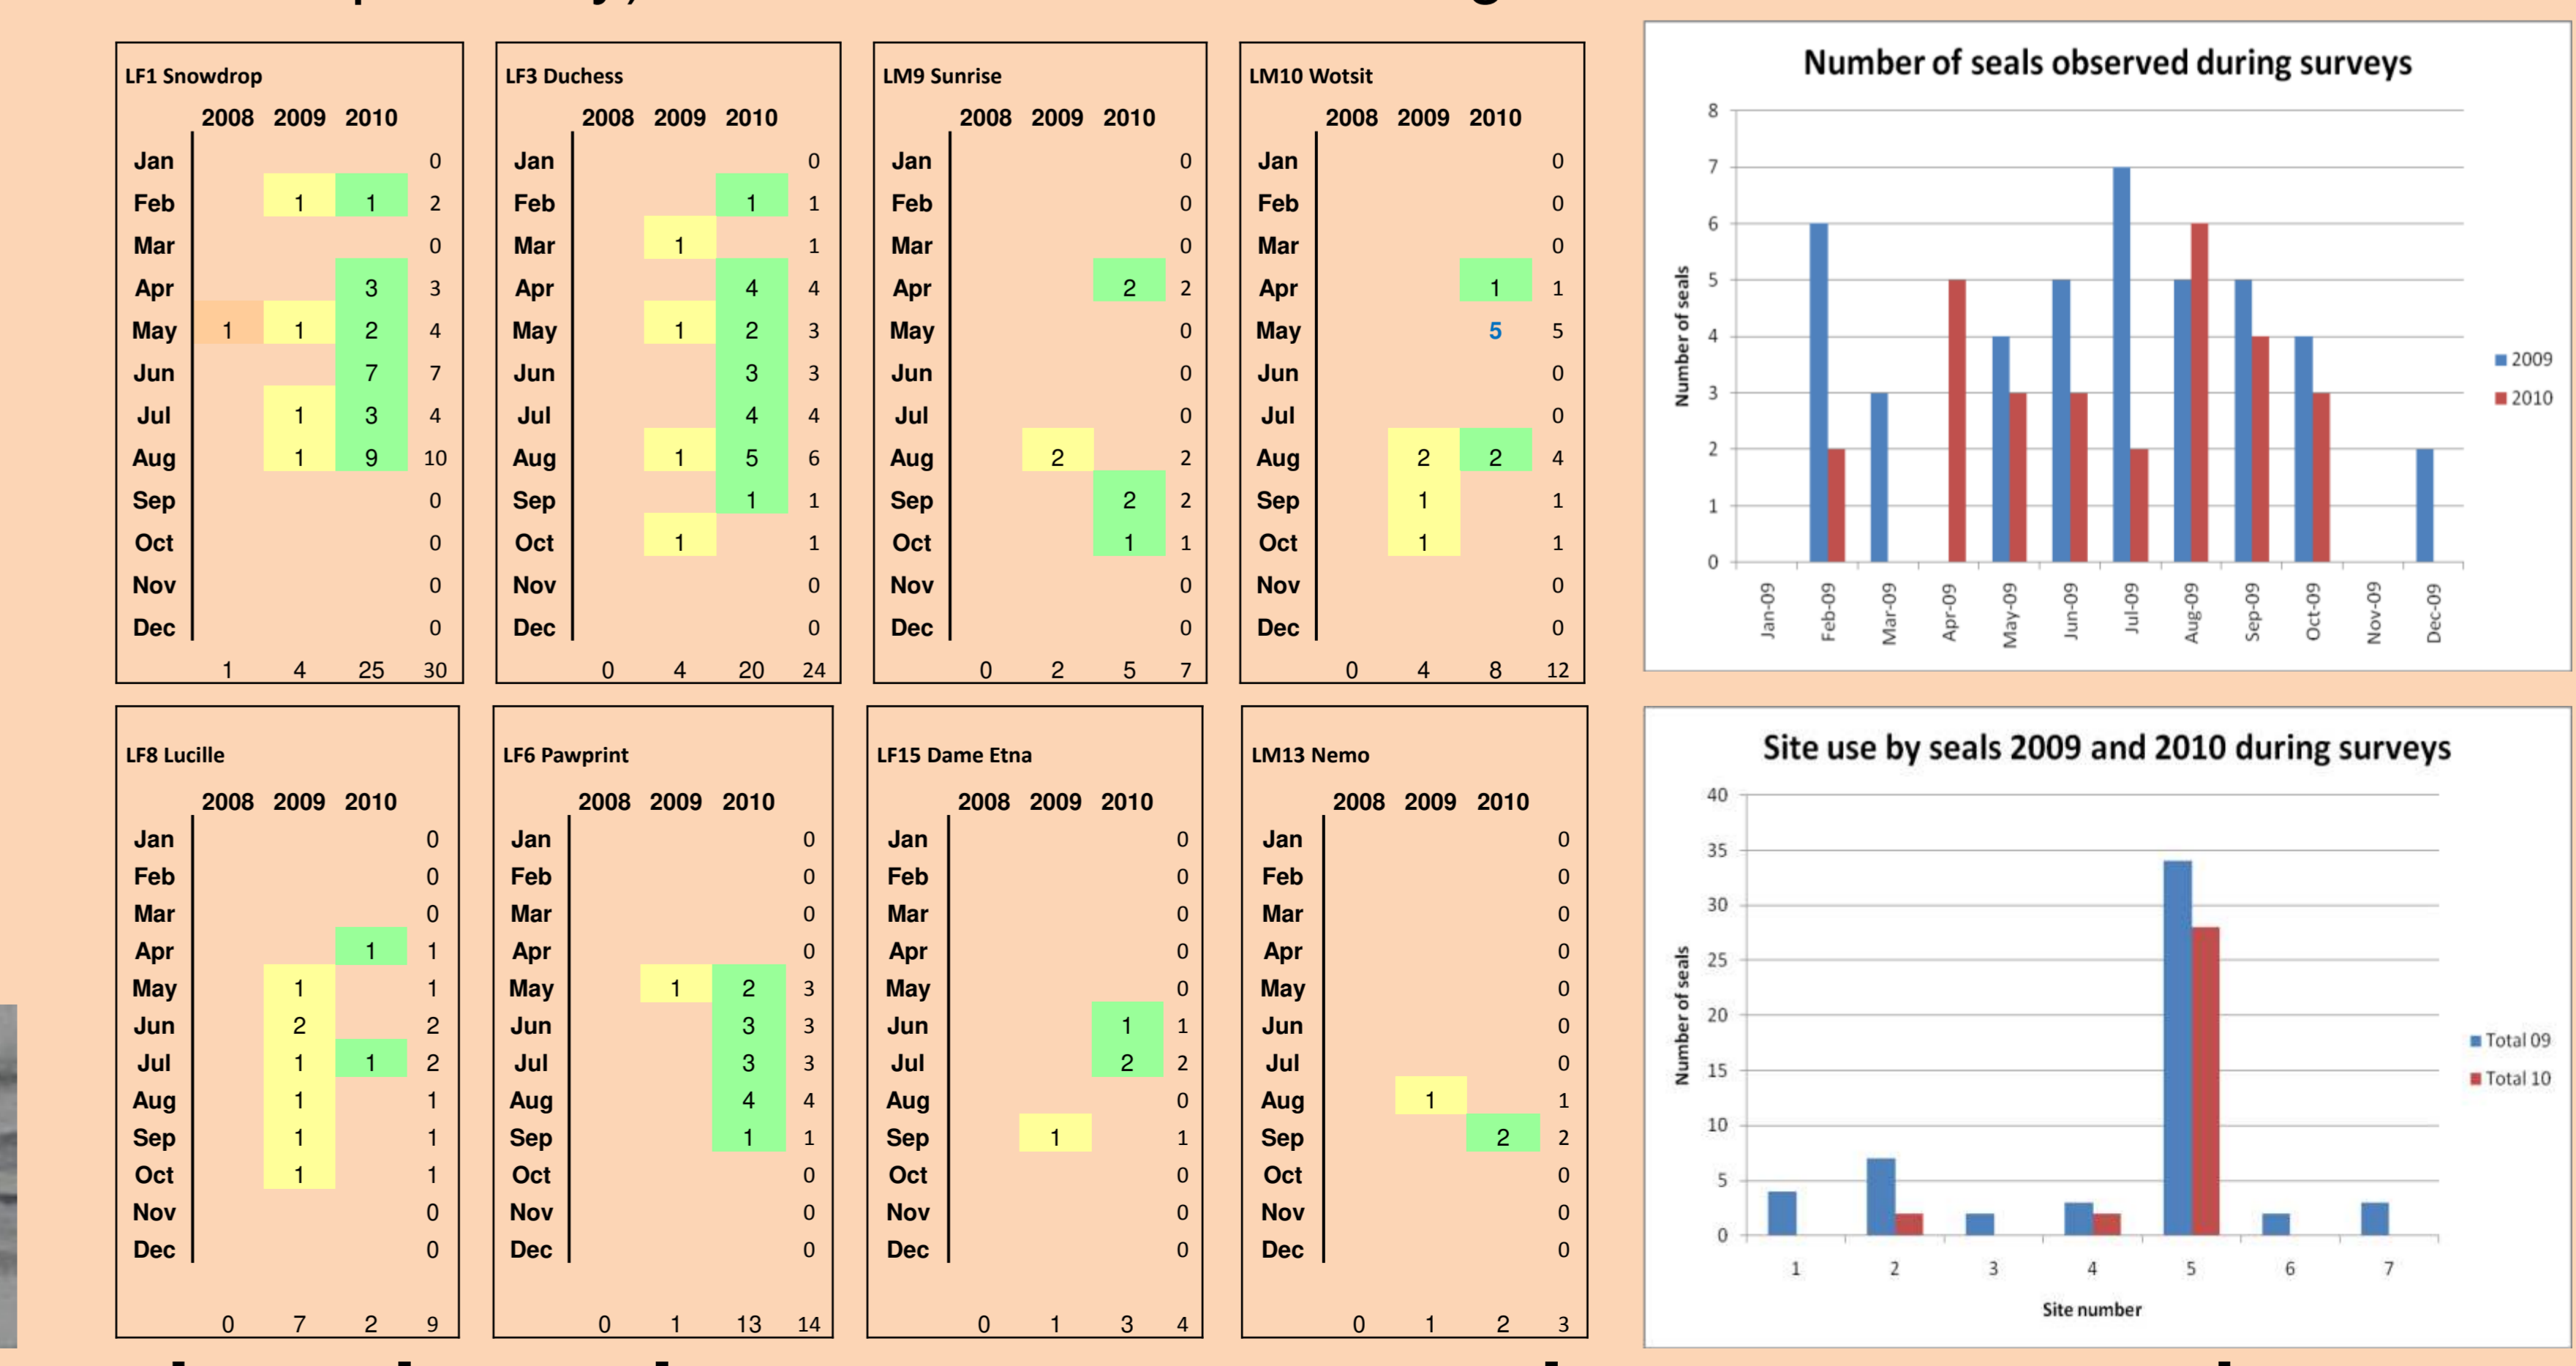 LF1 Snowdrop
2008 2009 2010
Jan 0
Feb 1 1 2
Mar 0
Apr 3 3
May 1 1 2 4
Jun 7 7
Jul 1 3 4
Aug 1 9 10
Sep 0
Oct 0
Nov 0
Dec 0
1 4 25 30
LF3 Duchess
2008 2009 2010
Jan 0
Feb 1 1
Mar 1 1
Apr 4 4
May 1 2 3
Jun 3 3
Jul 4 4
Aug 1 5 6
Sep 1 1
Oct 1 1
Nov 0
Dec 0
0 4 20 24
LM9 Sunrise
2008 2009 2010
Jan 0
Feb 0
Mar 0
Apr 2 2
May 0
Jun 0
Jul 0
Aug 2 2
Sep 2 2
Oct 1 1
Nov 0
Dec 0
0 2 5 7
LM10 Wotsit
2008 2009 2010
Jan 0
Feb 0
Mar 0
Apr 1 1
May 5 5
Jun 0
Jul 0
Aug 2 2 4
Sep 1 1
Oct 1 1
Nov 0
Dec 0
0 4 8 12
Number of seals observed during surveys
Number of seals
8
7
6
5
4
3
2
1
0
Jan-09 Feb-09 Mar-09 Apr-09 May-09 Jun-09 Jul-09 Aug-09 Sep-09 Oct-09 Nov-09 Dec-09
2009
2010
LF8 Lucille
2008 2009 2010
Jan 0
Feb 0
Mar 0
Apr 1 1
May 1 1
Jun 2 2
Jul 1 1 2
Aug 1 1
Sep 1 1
Oct 1 1
Nov 0
Dec 0
0 7 2 9
LF6 Pawprint
2008 2009 2010
Jan 0
Feb 0
Mar 0
Apr 0
May 1 2 3
Jun 3 3
Jul 3 3
Aug 4 4
Sep 1 1
Oct 0
Nov 0
Dec 0
0 1 13 14
LF15 Dame Etna
2008 2009 2010
Jan 0
Feb 0
Mar 0
Apr 0
May 0
Jun 1 1
Jul 2 2
Aug 0
Sep 1 1
Oct 0
Nov 0
Dec 0
0 1 3 4
LM13 Nemo
2008 2009 2010
Jan 0
Feb 0
Mar 0
Apr 0
May 0
Jun 0
Jul 0
Aug 1 1
Sep 2 2
Oct 0
Nov 0
Dec 0
0 1 2 3
Site use by seals 2009 and 2010 during surveys
Number of seals
40
35
30
25
20
15
10
5
0
1 2 3 4 5 6 7
Site number
Total 09
Total 10